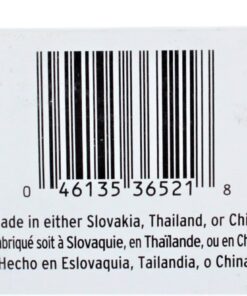 0 46135 36521 8
ade in either Slovakia, Thailand, or Chi
abriqué soit à Slovaquie, en Thaïlande, ou en Ch
Hecho en Eslovaquia, Tailandia, o China